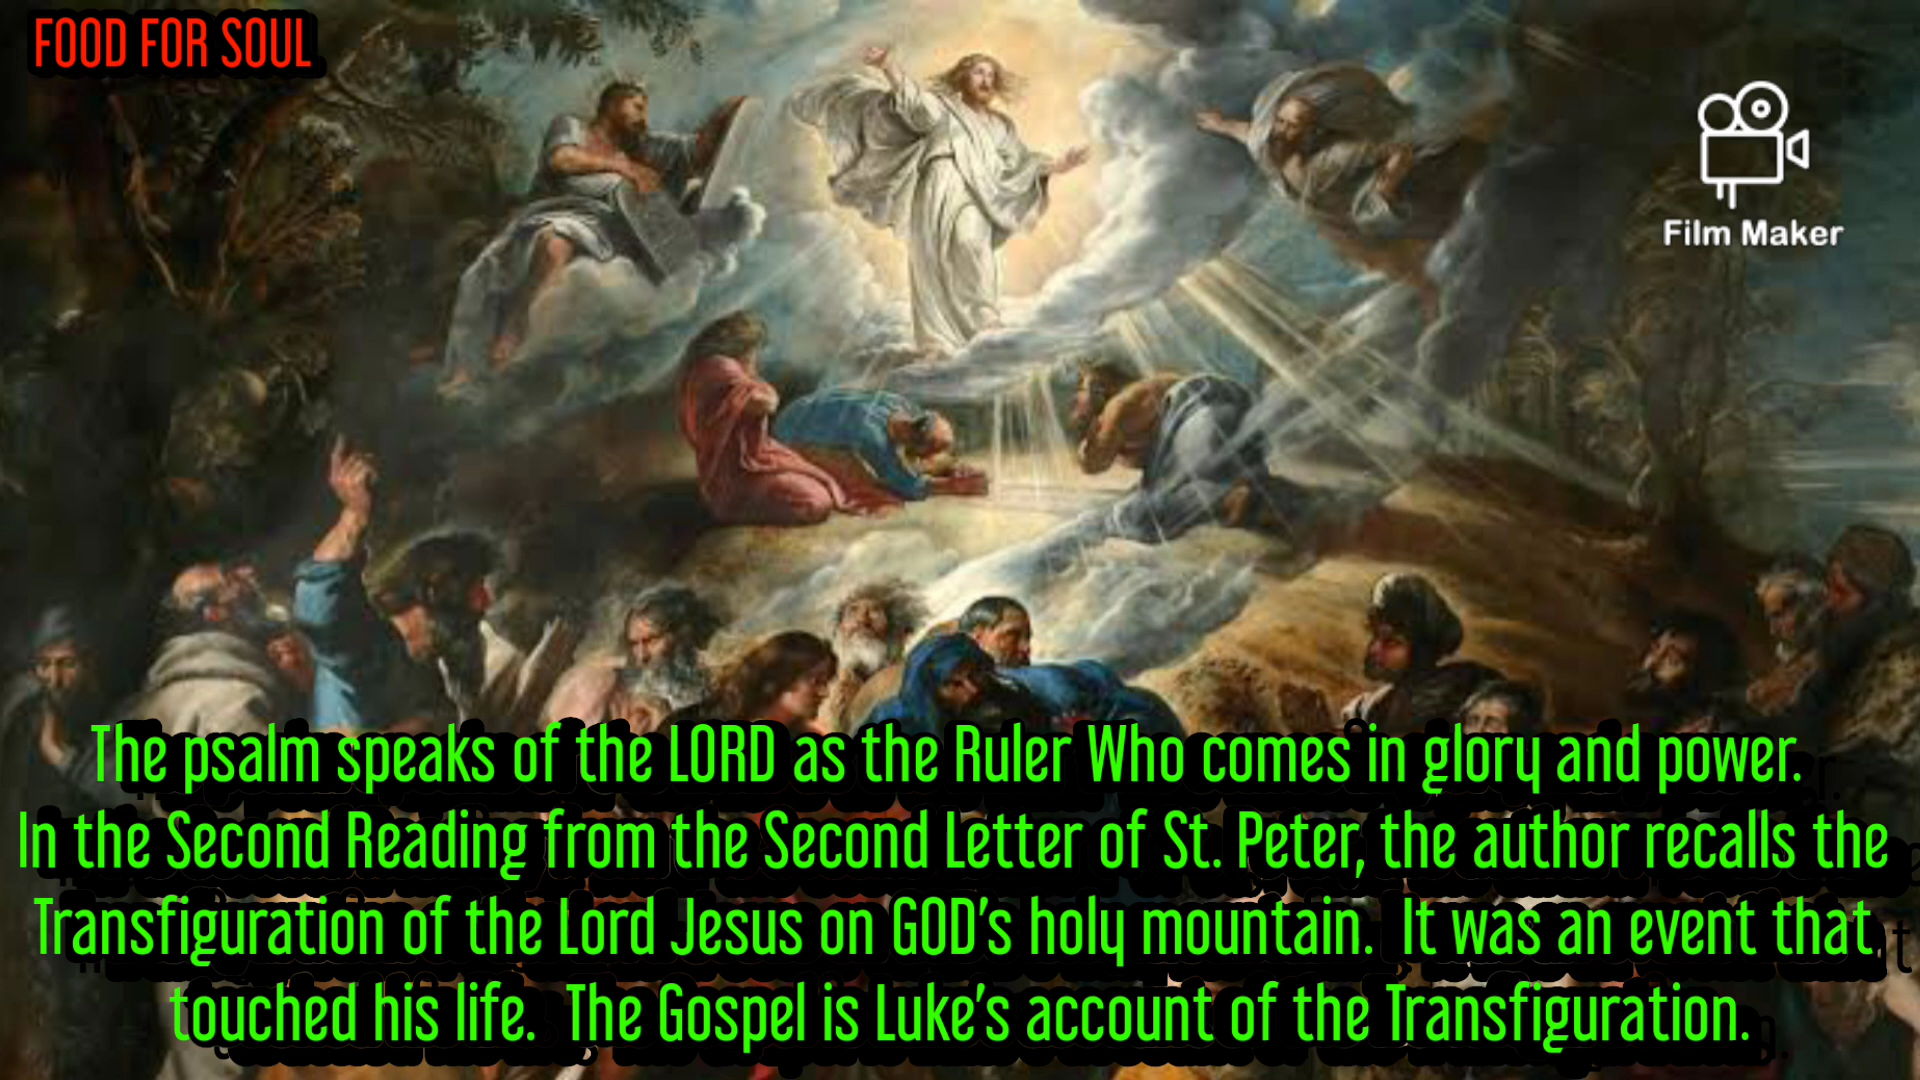 FOOD FOR SOUL
Film Maker
The psalm speaks of the LORD as the Ruler Who comes in glory and power.
In the Second Reading from the Second Letter of St. Peter, the author recalls the
Transfiguration of the Lord Jesus on GOD's holy mountain.  It was an event that
touched his life.  The Gospel is Luke's account of the Transfiguration.